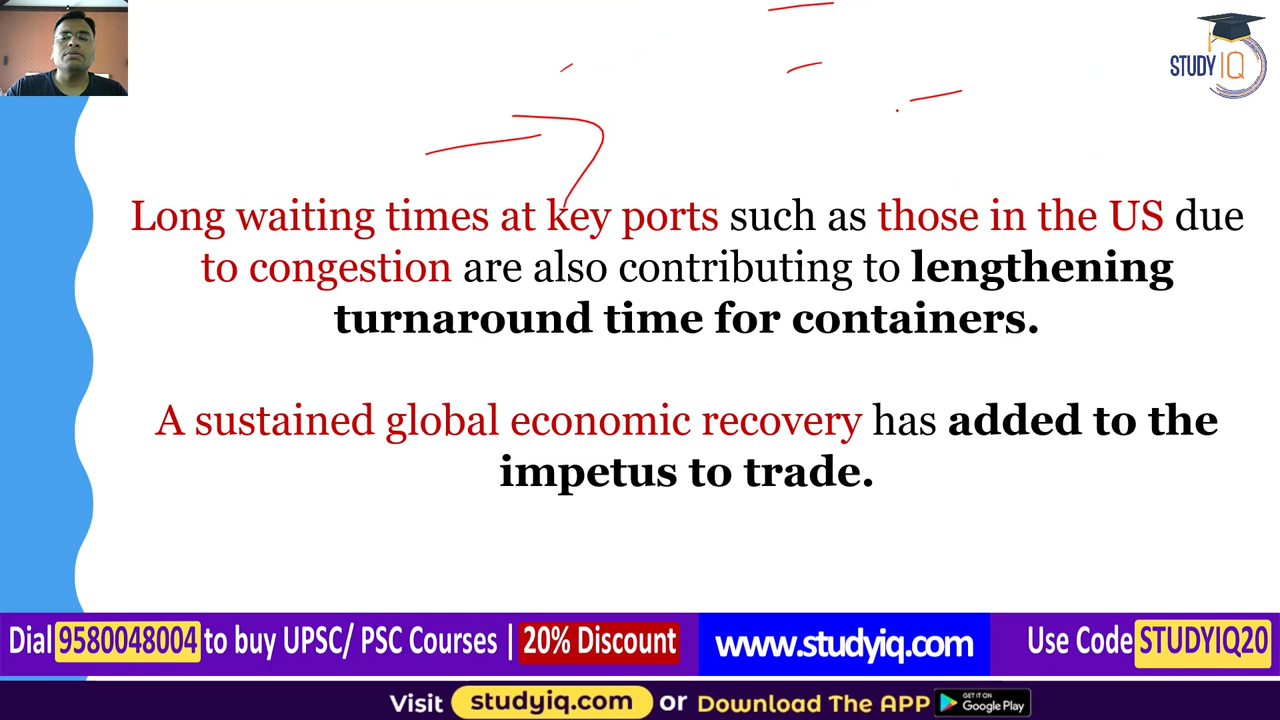 STUDY IQ
Long waiting times at key ports such as those in the US due
to congestion are also contributing to lengthening
turnaround time for containers.
A sustained global economic recovery has added to the
impetus to trade.
Dial 9580048004 to buy UPSC/ PSC Courses | 20% Discount
www.studyiq.com
Use Code STUDYIQ20
Visit studyiq.com or Download The APP GET IT ON Google Play